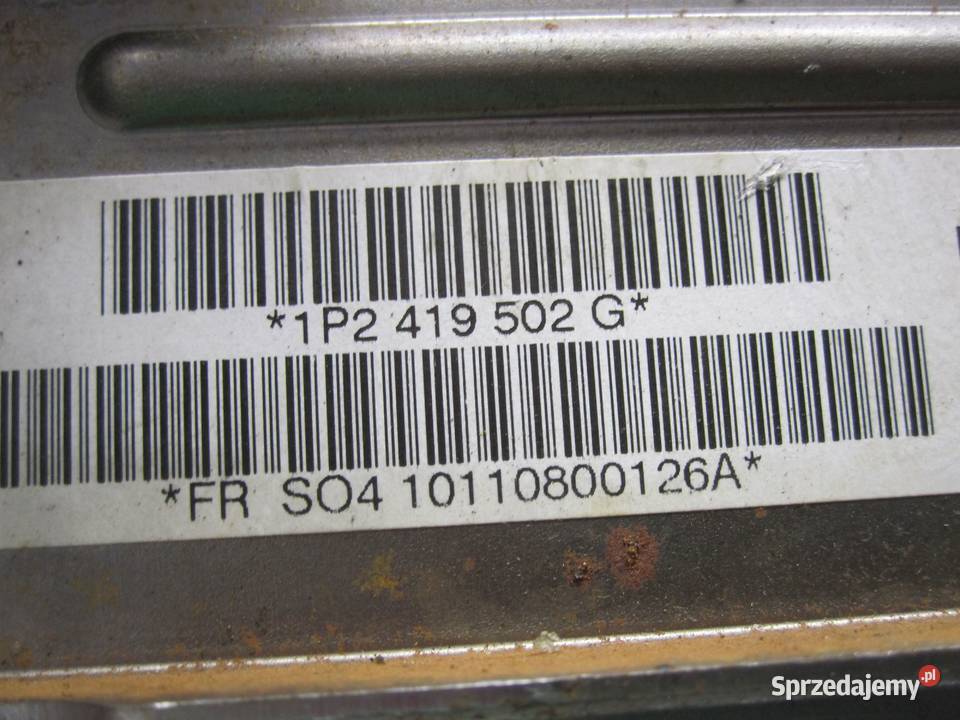 *1P2 419 502 G*
*FR SO4 10110800126A*
Sprzedajemy.pl